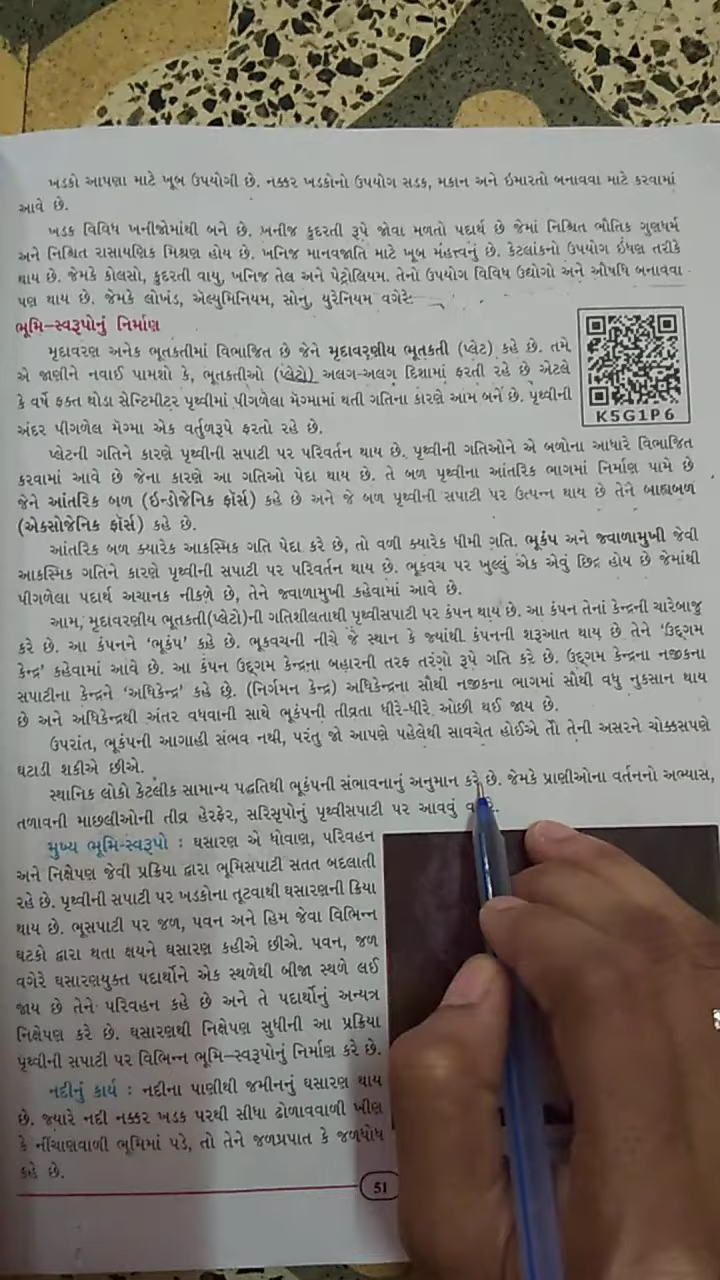 ખડકો આપણા માટે ખૂબ ઉપયોગી છે. નક્કર ખડકોનો ઉપયોગ સડક, મકાન અને ઇમારતો બનાવવા માટે કરવામાં
આવે છે.
ખડક વિવિધ ખનીજોમાંથી બને છે. ખનીજ કુદરતી રૂપે જોવા મળતો પદાર્થ છે જેમાં નિશ્ચિત ભૌતિક ગુણધર્મ
અને નિશ્ચિત રાસાયણિક મિશ્રણ હોય છે. ખનિજ માનવજાતિ માટે ખૂબ મહત્ત્વનું છે. કેટલાંકનો ઉપયોગ ઇંધણ તરીકે
થાય છે. જેમકે કોલસો, કુદરતી વાયુ, ખનિજ તેલ અને પેટ્રોલિયમ. તેનો ઉપયોગ વિવિધ ઉદ્યોગો અને ઔષધિ બનાવવા
પણ થાય છે. જેમકે લોખંડ, ઍલ્યુમિનિયમ, સોનુ, યુરેનિયમ વગેરે.
ભૂમિ-સ્વરૂપોનું નિર્માણ
મૃદાવરણ અનેક ભૂતકતીમાં વિભાજિત છે જેને મૃદાવરણીય ભૂતકતી (પ્લેટ) કહે છે. તમે
એ જાણીને નવાઈ પામશો કે, ભૂતકતીઓ (પ્લેટો) અલગ-અલગ દિશામાં ફરતી રહે છે એટલે
કે વર્ષે ફક્ત થોડા સેન્ટિમીટર પૃથ્વીમાં પીગળેલા મેગ્મામાં થતી ગતિના કારણે આમ બને છે. પૃથ્વીની
અંદર પીગળેલ મેગ્મા એક વર્તુળરૂપે ફરતો રહે છે.
K5G1P6
પ્લેટની ગતિને કારણે પૃથ્વીની સપાટી પર પરિવર્તન થાય છે. પૃથ્વીની ગતિઓને એ બળોના આધારે વિભાજિત
કરવામાં આવે છે જેના કારણે આ ગતિઓ પેદા થાય છે. તે બળ પૃથ્વીના આંતરિક ભાગમાં નિર્માણ પામે છે
જેને આંતરિક બળ (ઇન્ડોજેનિક ફૉર્સ) કહે છે અને જે બળ પૃથ્વીની સપાટી પર ઉત્પન્ન થાય છે તેને બાહ્યબળ
(એકસોજેનિક ફૉર્સ) કહે છે.
આંતરિક બળ ક્યારેક આકસ્મિક ગતિ પેદા કરે છે, તો વળી ક્યારેક ધીમી ગતિ. ભૂકંપ અને જ્વાળામુખી જેવી
આકસ્મિક ગતિને કારણે પૃથ્વીની સપાટી પર પરિવર્તન થાય છે. ભૂકવચ પર ખુલ્લું એક એવું છિદ્ર હોય છે જેમાંથી
પીગળેલા પદાર્થ અચાનક નીકળે છે, તેને જ્વાળામુખી કહેવામાં આવે છે.
આમ, મૃદાવરણીય ભૂતકતી(પ્લેટો)ની ગતિશીલતાથી પૃથ્વીસપાટી પર કંપન થાય છે. આ કંપન તેનાં કેન્દ્રની ચારેબાજુ
કરે છે. આ કંપનને ‘ભૂકંપ’ કહે છે. ભૂકવચની નીચે જે સ્થાન કે જ્યાંથી કંપનની શરૂઆત થાય છે તેને ‘ઉદ્ગમ
કેન્દ્ર’ કહેવામાં આવે છે. આ કંપન ઉદ્ગમ કેન્દ્રના બહારની તરફ તરંગો રૂપે ગતિ કરે છે. ઉદ્ગમ કેન્દ્રના નજીકના
સપાટીના કેન્દ્રને ‘અધિકેન્દ્ર’ કહે છે. (નિર્ગમન કેન્દ્ર) અધિકેન્દ્રના સૌથી નજીકના ભાગમાં સૌથી વધુ નુકસાન થાય
છે અને અધિકેન્દ્રથી અંતર વધવાની સાથે ભૂકંપની તીવ્રતા ધીરે-ધીરે ઓછી થઈ જાય છે.
ઉપરાંત, ભૂકંપની આગાહી સંભવ નથી, પરંતુ જો આપણે પહેલેથી સાવચેત હોઈએ તો તેની અસરને ચોક્કસપણે
ઘટાડી શકીએ છીએ.
સ્થાનિક લોકો કેટલીક સામાન્ય પદ્ધતિથી ભૂકંપની સંભાવનાનું અનુમાન કરે છે. જેમકે પ્રાણીઓના વર્તનનો અભ્યાસ,
તળાવની માછલીઓની તીવ્ર હેરફેર, સરિસૃપોનું પૃથ્વીસપાટી પર આવવું
મુખ્ય ભૂમિ-સ્વરૂપો : ઘસારણ એ ધોવાણ, પરિવહન
અને નિક્ષેપણ જેવી પ્રક્રિયા દ્વારા ભૂમિસપાટી સતત બદલાતી
રહે છે. પૃથ્વીની સપાટી પર ખડકોના તૂટવાથી ઘસારણની ક્રિયા
થાય છે. ભૂસપાટી પર જળ, પવન અને હિમ જેવા વિભિન્ન
ઘટકો દ્વારા થતા ક્ષયને ઘસારણ કહીએ છીએ. પવન, જળ
વગેરે ઘસારણયુક્ત પદાર્થોને એક સ્થળેથી બીજા સ્થળે લઈ
જાય છે તેને પરિવહન કહે છે અને તે પદાર્થોનું અન્યત્ર
નિક્ષેપણ કરે છે. ઘસારણથી નિક્ષેપણ સુધીની આ પ્રક્રિયા
પૃથ્વીની સપાટી પર વિભિન્ન ભૂમિ-સ્વરૂપોનું નિર્માણ કરે છે.
નદીનું કાર્ય : નદીના પાણીથી જમીનનું ઘસારણ થાય
છે. જ્યારે નદી નક્કર ખડક પરથી સીધા ઢોળાવવાળી ખીણ
કે નીચાણવાળી ભૂમિમાં પડે, તો તેને જળપ્રપાત કે જળધોધ
કહે છે.
51